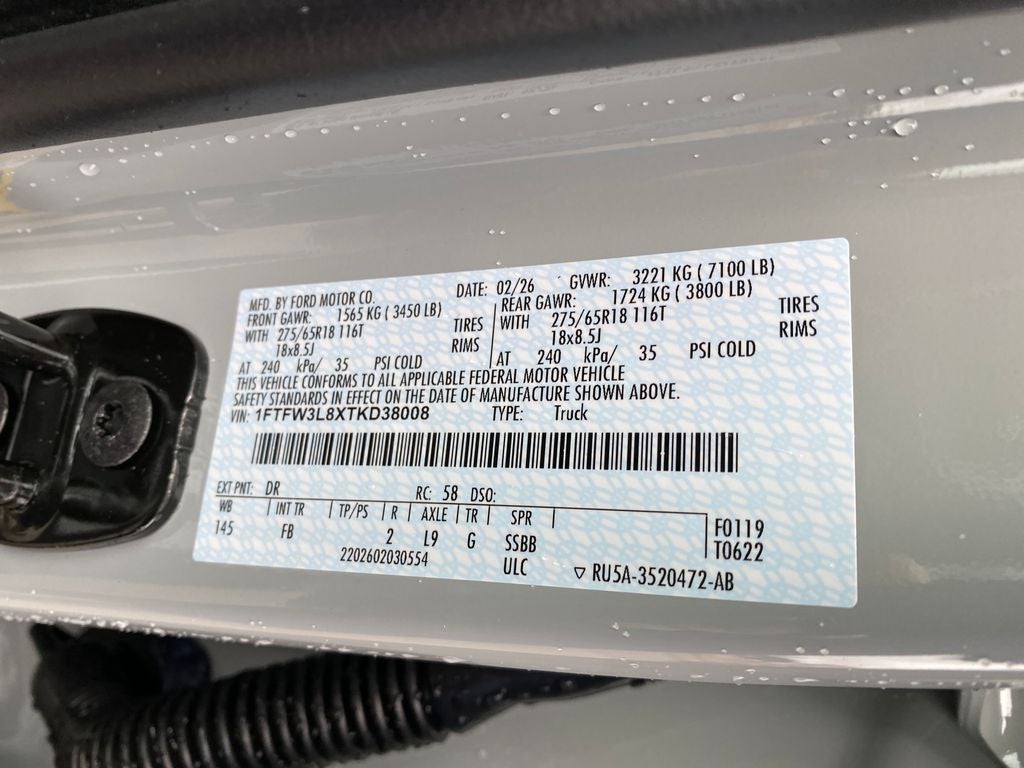 MFD. BY FORD MOTOR CO. DATE: 02/26 GVWR: 3221 KG ( 7100 LB)
FRONT GAWR: 1565 KG ( 3450 LB) REAR GAWR: 1724 KG ( 3800 LB)
WITH 275/65R18 116T TIRES WITH 275/65R18 116T TIRES
18x8.5J RIMS 18x8.5J RIMS
AT 240 kPa/ 35 PSI COLD AT 240 kPa/ 35 PSI COLD
THIS VEHICLE CONFORMS TO ALL APPLICABLE FEDERAL MOTOR VEHICLE
SAFETY STANDARDS IN EFFECT ON THE DATE OF MANUFACTURE SHOWN ABOVE.
VIN: 1FTFW3L8XTKD38008 TYPE: Truck
EXT PNT: DR RC: 58 DSO:
WB INT TR TP/PS R AXLE TR SPR F0119
145 FB 2 L9 G SSBB T0622
2202602030554 ULC ▽ RU5A-3520472-AB